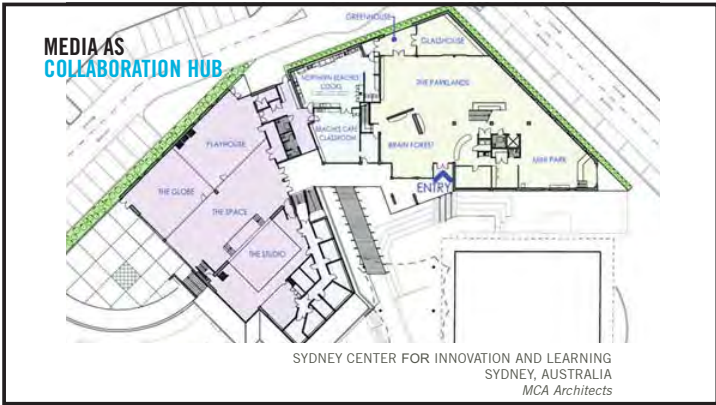 MEDIA AS
COLLABORATION HUB
GREENHOUSE
GLASSHOUSE
NORTHERN BEACHES
COOKS
THE PARKLANDS
BEACHES CAFE
CLASSROOM
PLAYHOUSE
BRAIN FOREST
MINI PARK
ENTRY
THE GLOBE
THE SPACE
THE STUDIO
SYDNEY CENTER FOR INNOVATION AND LEARNING
SYDNEY, AUSTRALIA
MCA Architects